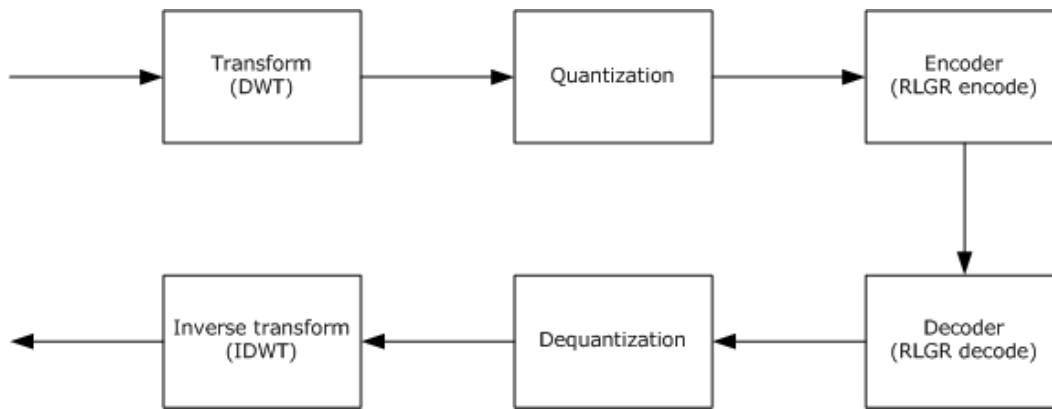 Transform
(DWT)
Quantization
Encoder
(RLGR encode)
Inverse transform
(IDWT)
Dequantization
Decoder
(RLGR decode)